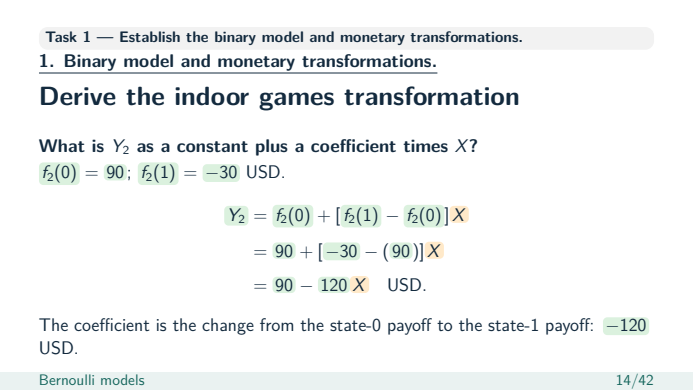 Task 1 — Establish the binary model and monetary transformations.
1. Binary model and monetary transformations.
Derive the indoor games transformation
What is Y₂ as a constant plus a coefficient times X?
f₂(0) = 90; f₂(1) = −30 USD.
Y₂ = f₂(0) + [f₂(1) − f₂(0)]X
= 90 + [−30 − (90)]X
= 90 − 120X USD.
The coefficient is the change from the state-0 payoff to the state-1 payoff: −120
USD.
Bernoulli models 14/42